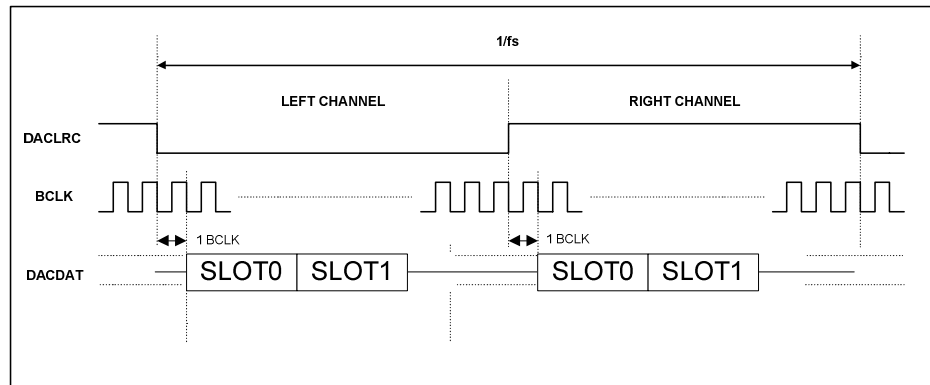 1/fs
LEFT CHANNEL RIGHT CHANNEL
DACLRC
BCLK
1 BCLK 1 BCLK
DACDAT SLOT0 SLOT1 SLOT0 SLOT1